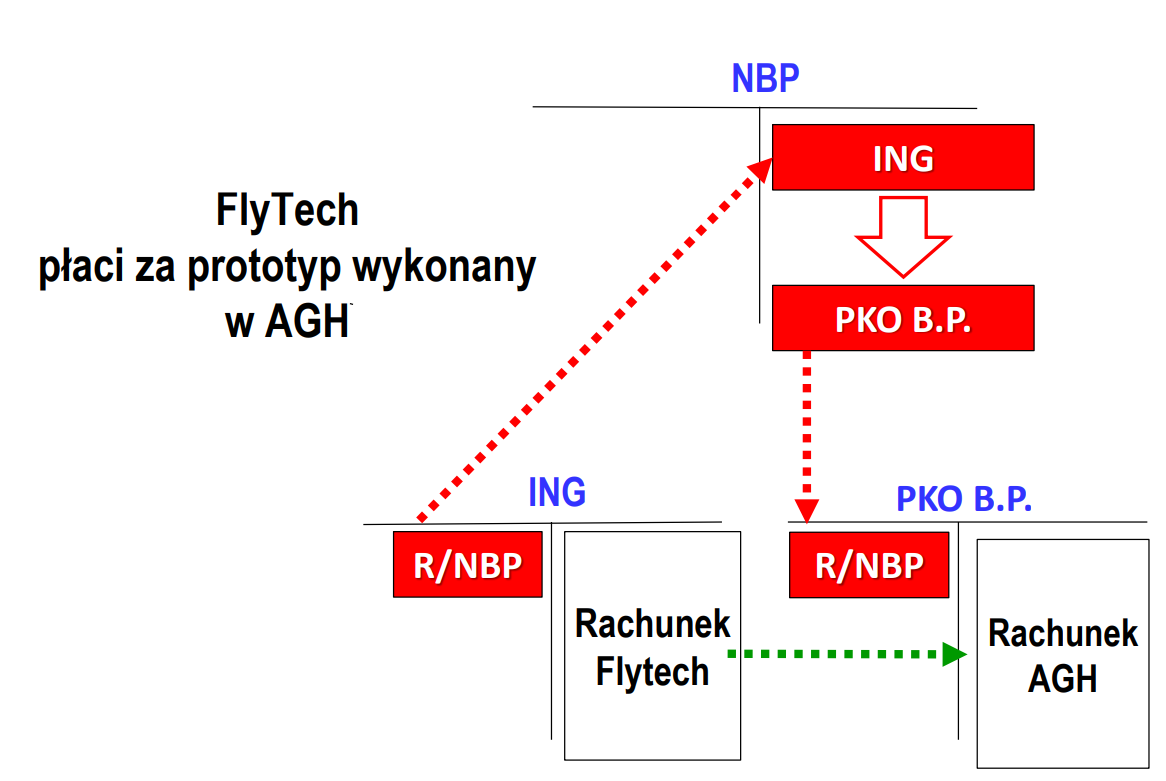 NBP
ING
FlyTech
płaci za prototyp wykonany
w AGH
PKO B.P.
ING
PKO B.P.
R/NBP
R/NBP
Rachunek
Flytech
Rachunek
AGH